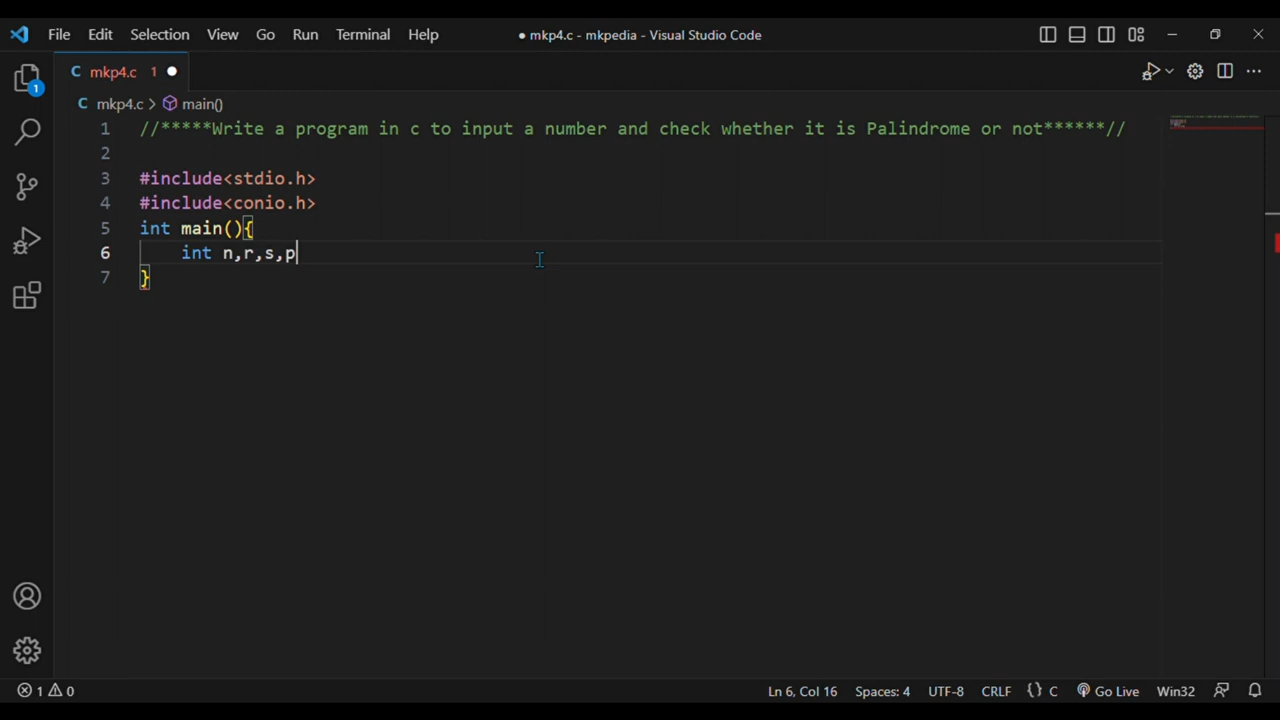 File Edit Selection View Go Run Terminal Help ● mkp4.c - mkpedia - Visual Studio Code
C mkp4.c 1 ●
C mkp4.c > main()
1 //*****Write a program in c to input a number and check whether it is Palindrome or not******//
2
3 #include<stdio.h>
4 #include<conio.h>
5 int main(){
6 int n,r,s,p
7 }
1
1 0 Ln 6, Col 16 Spaces: 4 UTF-8 CRLF {} C Go Live Win32